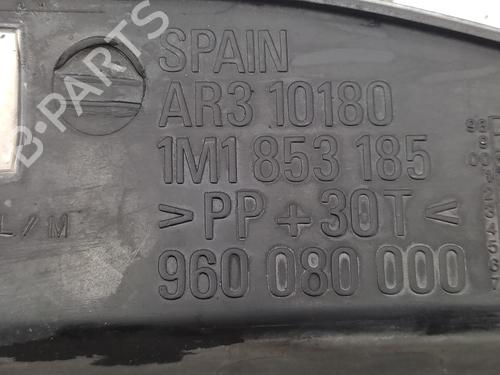 SPAIN
AR3 10180
1M1 853 185
>PP+30T<
960 080 000
L/M
B-PARTS